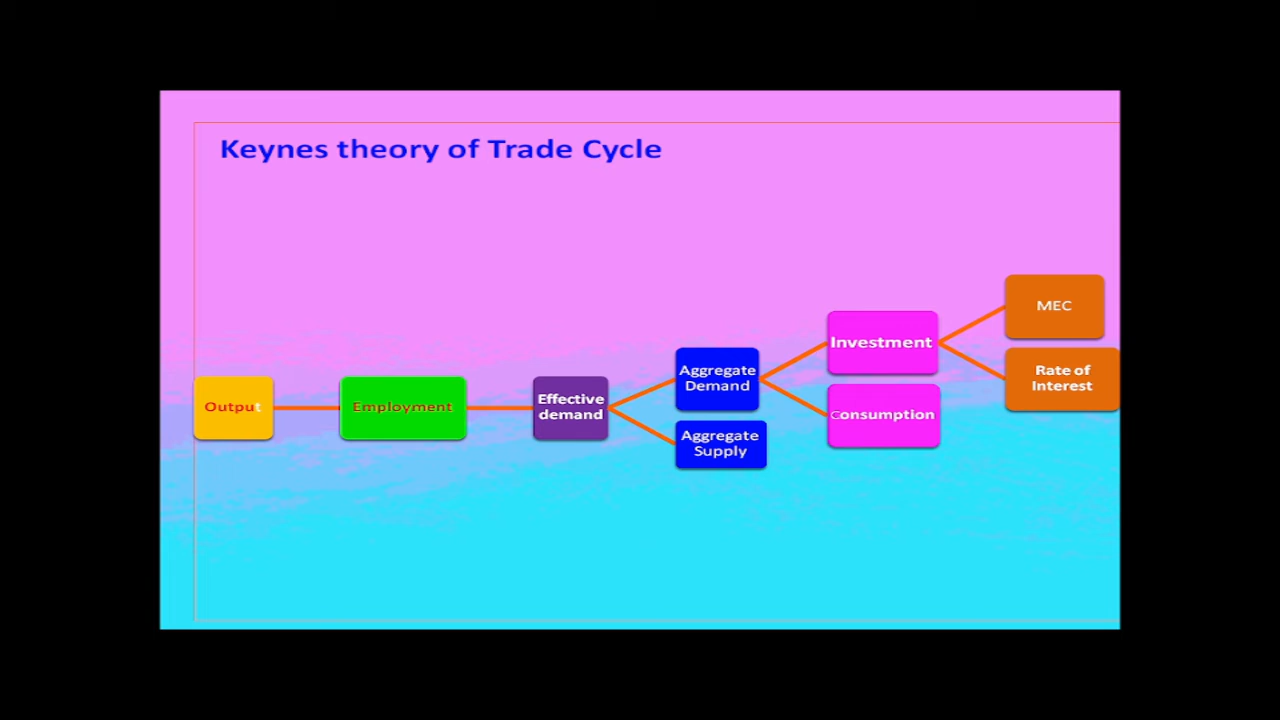 Keynes theory of Trade Cycle
MEC
Investment
Rate of
Interest
Aggregate
Demand
Effective
demand
Output
Employment
Consumption
Aggregate
Supply